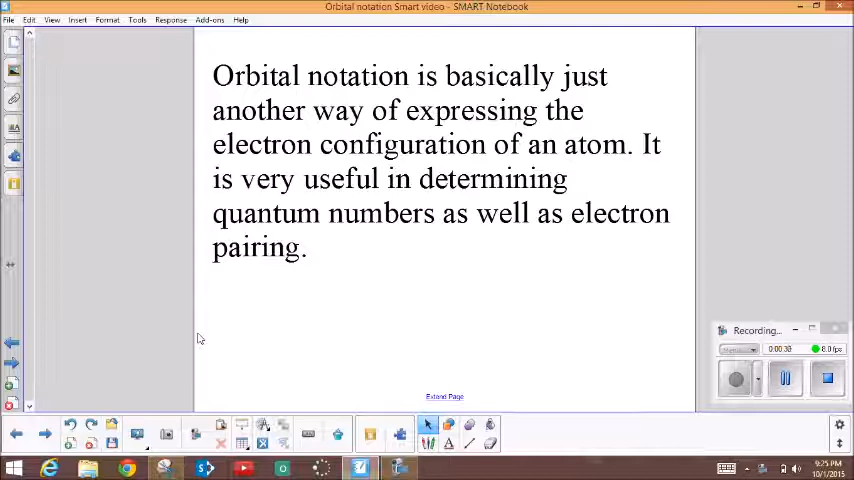 Orbital notation Smart video - SMART Notebook
File Edit View Insert Format Tools Response Add-ons Help
Orbital notation is basically just
another way of expressing the
electron configuration of an atom. It
is very useful in determining
quantum numbers as well as electron
pairing.
Recording...
0:00:30 8.0 fps
Extend Page
9:25 PM
10/1/2015